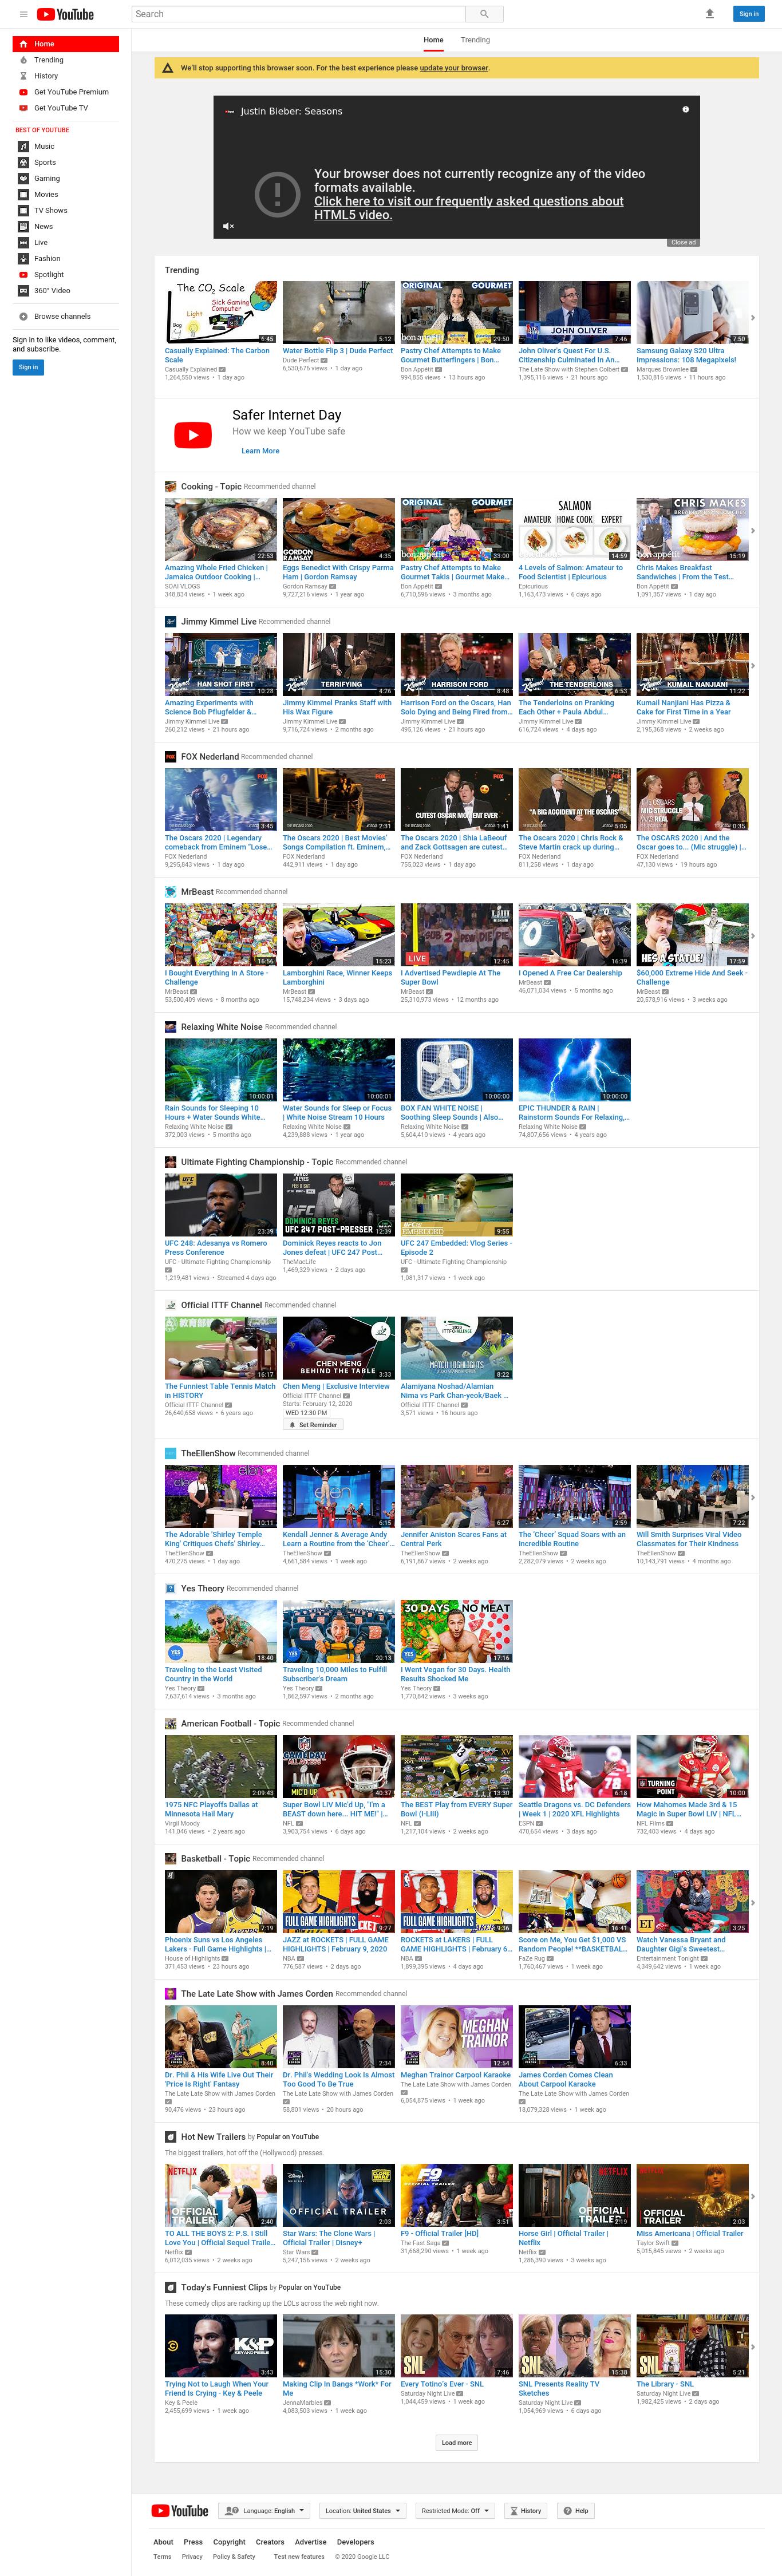 YouTube
Search
Sign in
Home
Trending
History
Get YouTube Premium
Get YouTube TV
BEST OF YOUTUBE
Music
Sports
Gaming
Movies
TV Shows
News
Live
Fashion
Spotlight
360° Video
Browse channels
Sign in to like videos, comment,
and subscribe.
Sign in
Home Trending
We'll stop supporting this browser soon. For the best experience please update your browser.
Justin Bieber: Seasons
Your browser does not currently recognize any of the video
formats available.
Click here to visit our frequently asked questions about
HTML5 video.
Close ad
Trending
Casually Explained: The Carbon
Scale
Casually Explained
1,264,550 views • 1 day ago
Water Bottle Flip 3 | Dude Perfect
Dude Perfect
6,530,676 views • 1 day ago
Pastry Chef Attempts to Make
Gourmet Butterfingers | Bon...
Bon Appétit
994,855 views • 13 hours ago
John Oliver's Quest For U.S.
Citizenship Culminated In An...
The Late Show with Stephen Colbert
1,395,116 views • 21 hours ago
Samsung Galaxy S20 Ultra
Impressions: 108 Megapixels!
Marques Brownlee
1,530,816 views • 11 hours ago
Safer Internet Day
How we keep YouTube safe
Learn More
Cooking - Topic Recommended channel
Amazing Whole Fried Chicken |
Jamaica Outdoor Cooking |...
SOAI VLOGS
348,834 views • 1 week ago
Eggs Benedict With Crispy Parma
Ham | Gordon Ramsay
Gordon Ramsay
9,727,216 views • 1 year ago
Pastry Chef Attempts to Make
Gourmet Takis | Gourmet Make...
Bon Appétit
6,710,596 views • 3 months ago
4 Levels of Salmon: Amateur to
Food Scientist | Epicurious
Epicurious
1,163,473 views • 6 days ago
Chris Makes Breakfast
Sandwiches | From the Test...
Bon Appétit
1,091,357 views • 1 day ago
Jimmy Kimmel Live Recommended channel
Amazing Experiments with
Science Bob Pflugfelder &...
Jimmy Kimmel Live
260,212 views • 21 hours ago
Jimmy Kimmel Pranks Staff with
His Wax Figure
Jimmy Kimmel Live
9,716,724 views • 2 months ago
Harrison Ford on the Oscars, Han
Solo Dying and Being Fired from...
Jimmy Kimmel Live
495,126 views • 21 hours ago
The Tenderloins on Pranking
Each Other + Paula Abdul...
Jimmy Kimmel Live
616,724 views • 4 days ago
Kumail Nanjiani Has Pizza &
Cake for First Time in a Year
Jimmy Kimmel Live
2,195,368 views • 2 weeks ago
FOX Nederland Recommended channel
The Oscars 2020 | Legendary
comeback from Eminem "Lose...
FOX Nederland
9,295,843 views • 1 day ago
The Oscars 2020 | Best Movies'
Songs Compilation ft. Eminem,...
FOX Nederland
442,911 views • 1 day ago
The Oscars 2020 | Shia LaBeouf
and Zack Gottsagen are cutest...
FOX Nederland
755,023 views • 1 day ago
The Oscars 2020 | Chris Rock &
Steve Martin crack up during...
FOX Nederland
811,258 views • 1 day ago
The OSCARS 2020 | And the
Oscar goes to... (Mic struggle) |...
FOX Nederland
47,130 views • 19 hours ago
MrBeast Recommended channel
I Bought Everything In A Store -
Challenge
MrBeast
53,500,409 views • 8 months ago
Lamborghini Race, Winner Keeps
Lamborghini
MrBeast
15,748,234 views • 3 days ago
I Advertised Pewdiepie At The
Super Bowl
MrBeast
25,310,973 views • 12 months ago
I Opened A Free Car Dealership
MrBeast
46,071,034 views • 5 months ago
$60,000 Extreme Hide And Seek -
Challenge
MrBeast
20,578,916 views • 3 weeks ago
Relaxing White Noise Recommended channel
Rain Sounds for Sleeping 10
Hours + Water Sounds White...
Relaxing White Noise
372,003 views • 5 months ago
Water Sounds for Sleep or Focus
| White Noise Stream 10 Hours
Relaxing White Noise
4,239,888 views • 1 year ago
BOX FAN WHITE NOISE |
Soothing Sleep Sounds | Also...
Relaxing White Noise
5,604,410 views • 4 years ago
EPIC THUNDER & RAIN |
Rainstorm Sounds For Relaxing,...
Relaxing White Noise
74,807,656 views • 4 years ago
Ultimate Fighting Championship - Topic Recommended channel
UFC 248: Adesanya vs Romero
Press Conference
UFC - Ultimate Fighting Championship
1,219,481 views • Streamed 4 days ago
Dominick Reyes reacts to Jon
Jones defeat | UFC 247 Post...
TheMacLife
1,469,329 views • 2 days ago
UFC 247 Embedded: Vlog Series -
Episode 2
UFC - Ultimate Fighting Championship
1,081,317 views • 1 week ago
Official ITTF Channel Recommended channel
The Funniest Table Tennis Match
in HISTORY
Official ITTF Channel
26,640,658 views • 6 years ago
Chen Meng | Exclusive Interview
Official ITTF Channel
Starts: February 12, 2020
WED 12:30 PM
Set Reminder
Alamiyana Noshad/Alamian
Nima vs Park Chan-yeok/Baek ...
Official ITTF Channel
3,571 views • 16 hours ago
TheEllenShow Recommended channel
The Adorable 'Shirley Temple
King' Critiques Chefs' Shirley...
TheEllenShow
470,275 views • 1 day ago
Kendall Jenner & Average Andy
Learn a Routine from the 'Cheer'...
TheEllenShow
4,661,584 views • 1 week ago
Jennifer Aniston Scares Fans at
Central Perk
TheEllenShow
6,191,867 views • 2 weeks ago
The 'Cheer' Squad Soars with an
Incredible Routine
TheEllenShow
2,282,079 views • 2 weeks ago
Will Smith Surprises Viral Video
Classmates for Their Kindness
TheEllenShow
10,143,791 views • 4 months ago
Yes Theory Recommended channel
Traveling to the Least Visited
Country in the World
Yes Theory
7,637,614 views • 3 months ago
Traveling 10,000 Miles to Fulfill
Subscriber's Dream
Yes Theory
1,862,597 views • 2 months ago
I Went Vegan for 30 Days. Health
Results Shocked Me
Yes Theory
1,770,842 views • 3 weeks ago
American Football - Topic Recommended channel
1975 NFC Playoffs Dallas at
Minnesota Hail Mary
Virgil Moody
141,046 views • 2 years ago
Super Bowl LIV Mic'd Up, "I'm a
BEAST down here... HIT ME!" |...
NFL
3,903,754 views • 6 days ago
The BEST Play from EVERY Super
Bowl (I-LIII)
NFL
1,217,104 views • 2 weeks ago
Seattle Dragons vs. DC Defenders
| Week 1 | 2020 XFL Highlights
ESPN
470,654 views • 3 days ago
How Mahomes Made 3rd & 15
Magic in Super Bowl LIV | NFL...
NFL Films
732,403 views • 4 days ago
Basketball - Topic Recommended channel
Phoenix Suns vs Los Angeles
Lakers - Full Game Highlights |...
House of Highlights
371,453 views • 23 hours ago
JAZZ at ROCKETS | FULL GAME
HIGHLIGHTS | February 9, 2020
NBA
776,587 views • 2 days ago
ROCKETS at LAKERS | FULL
GAME HIGHLIGHTS | February 6...
NBA
1,899,395 views • 4 days ago
Score on Me, You Get $1,000 VS
Random People! **BASKETBAL...
FaZe Rug
1,760,467 views • 1 week ago
Watch Vanessa Bryant and
Daughter Gigi's Sweetest...
Entertainment Tonight
4,349,642 views • 1 week ago
The Late Late Show with James Corden Recommended channel
Dr. Phil & His Wife Live Out Their
'Price Is Right' Fantasy
The Late Late Show with James Corden
90,476 views • 23 hours ago
Dr. Phil's Wedding Look Is Almost
Too Good To Be True
The Late Late Show with James Corden
58,801 views • 20 hours ago
Meghan Trainor Carpool Karaoke
The Late Late Show with James Corden
6,054,875 views • 1 week ago
James Corden Comes Clean
About Carpool Karaoke
The Late Late Show with James Corden
18,079,328 views • 1 week ago
Hot New Trailers by Popular on YouTube
The biggest trailers, hot off the (Hollywood) presses.
TO ALL THE BOYS 2: P.S. I Still
Love You | Official Sequel Traile...
Netflix
6,012,035 views • 2 weeks ago
Star Wars: The Clone Wars |
Official Trailer | Disney+
Star Wars
5,247,156 views • 2 weeks ago
F9 - Official Trailer [HD]
The Fast Saga
31,668,290 views • 1 week ago
Horse Girl | Official Trailer |
Netflix
Netflix
1,286,390 views • 3 weeks ago
Miss Americana | Official Trailer
Taylor Swift
5,015,845 views • 2 weeks ago
Today's Funniest Clips by Popular on YouTube
These comedy clips are racking up the LOLs across the web right now.
Trying Not to Laugh When Your
Friend Is Crying - Key & Peele
Key & Peele
2,455,699 views • 1 week ago
Making Clip In Bangs *Work* For
Me
JennaMarbles
4,083,503 views • 1 week ago
Every Totino's Ever - SNL
Saturday Night Live
1,044,459 views • 1 week ago
SNL Presents Reality TV
Sketches
Saturday Night Live
1,054,969 views • 6 days ago
The Library - SNL
Saturday Night Live
1,982,425 views • 2 days ago
Load more
YouTube Language: English Location: United States Restricted Mode: Off History Help
About Press Copyright Creators Advertise Developers
Terms Privacy Policy & Safety Test new features © 2020 Google LLC